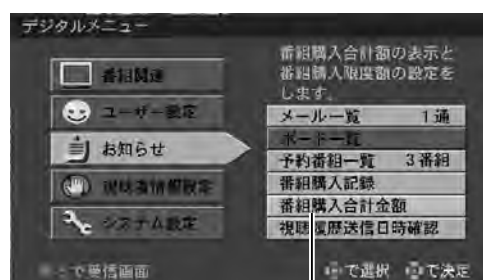 デジタルメニュー
番組購入合計額の表示と
番組購入限度額の設定を
します。
番組関連
ユーザー設定
お知らせ
視聴者情報設定
システム設定
メール一覧 1通
ボード一覧
予約番組一覧 3番組
番組購入記録
番組購入合計金額
視聴履歴送信日時確認
で受信画面
で選択
で決定